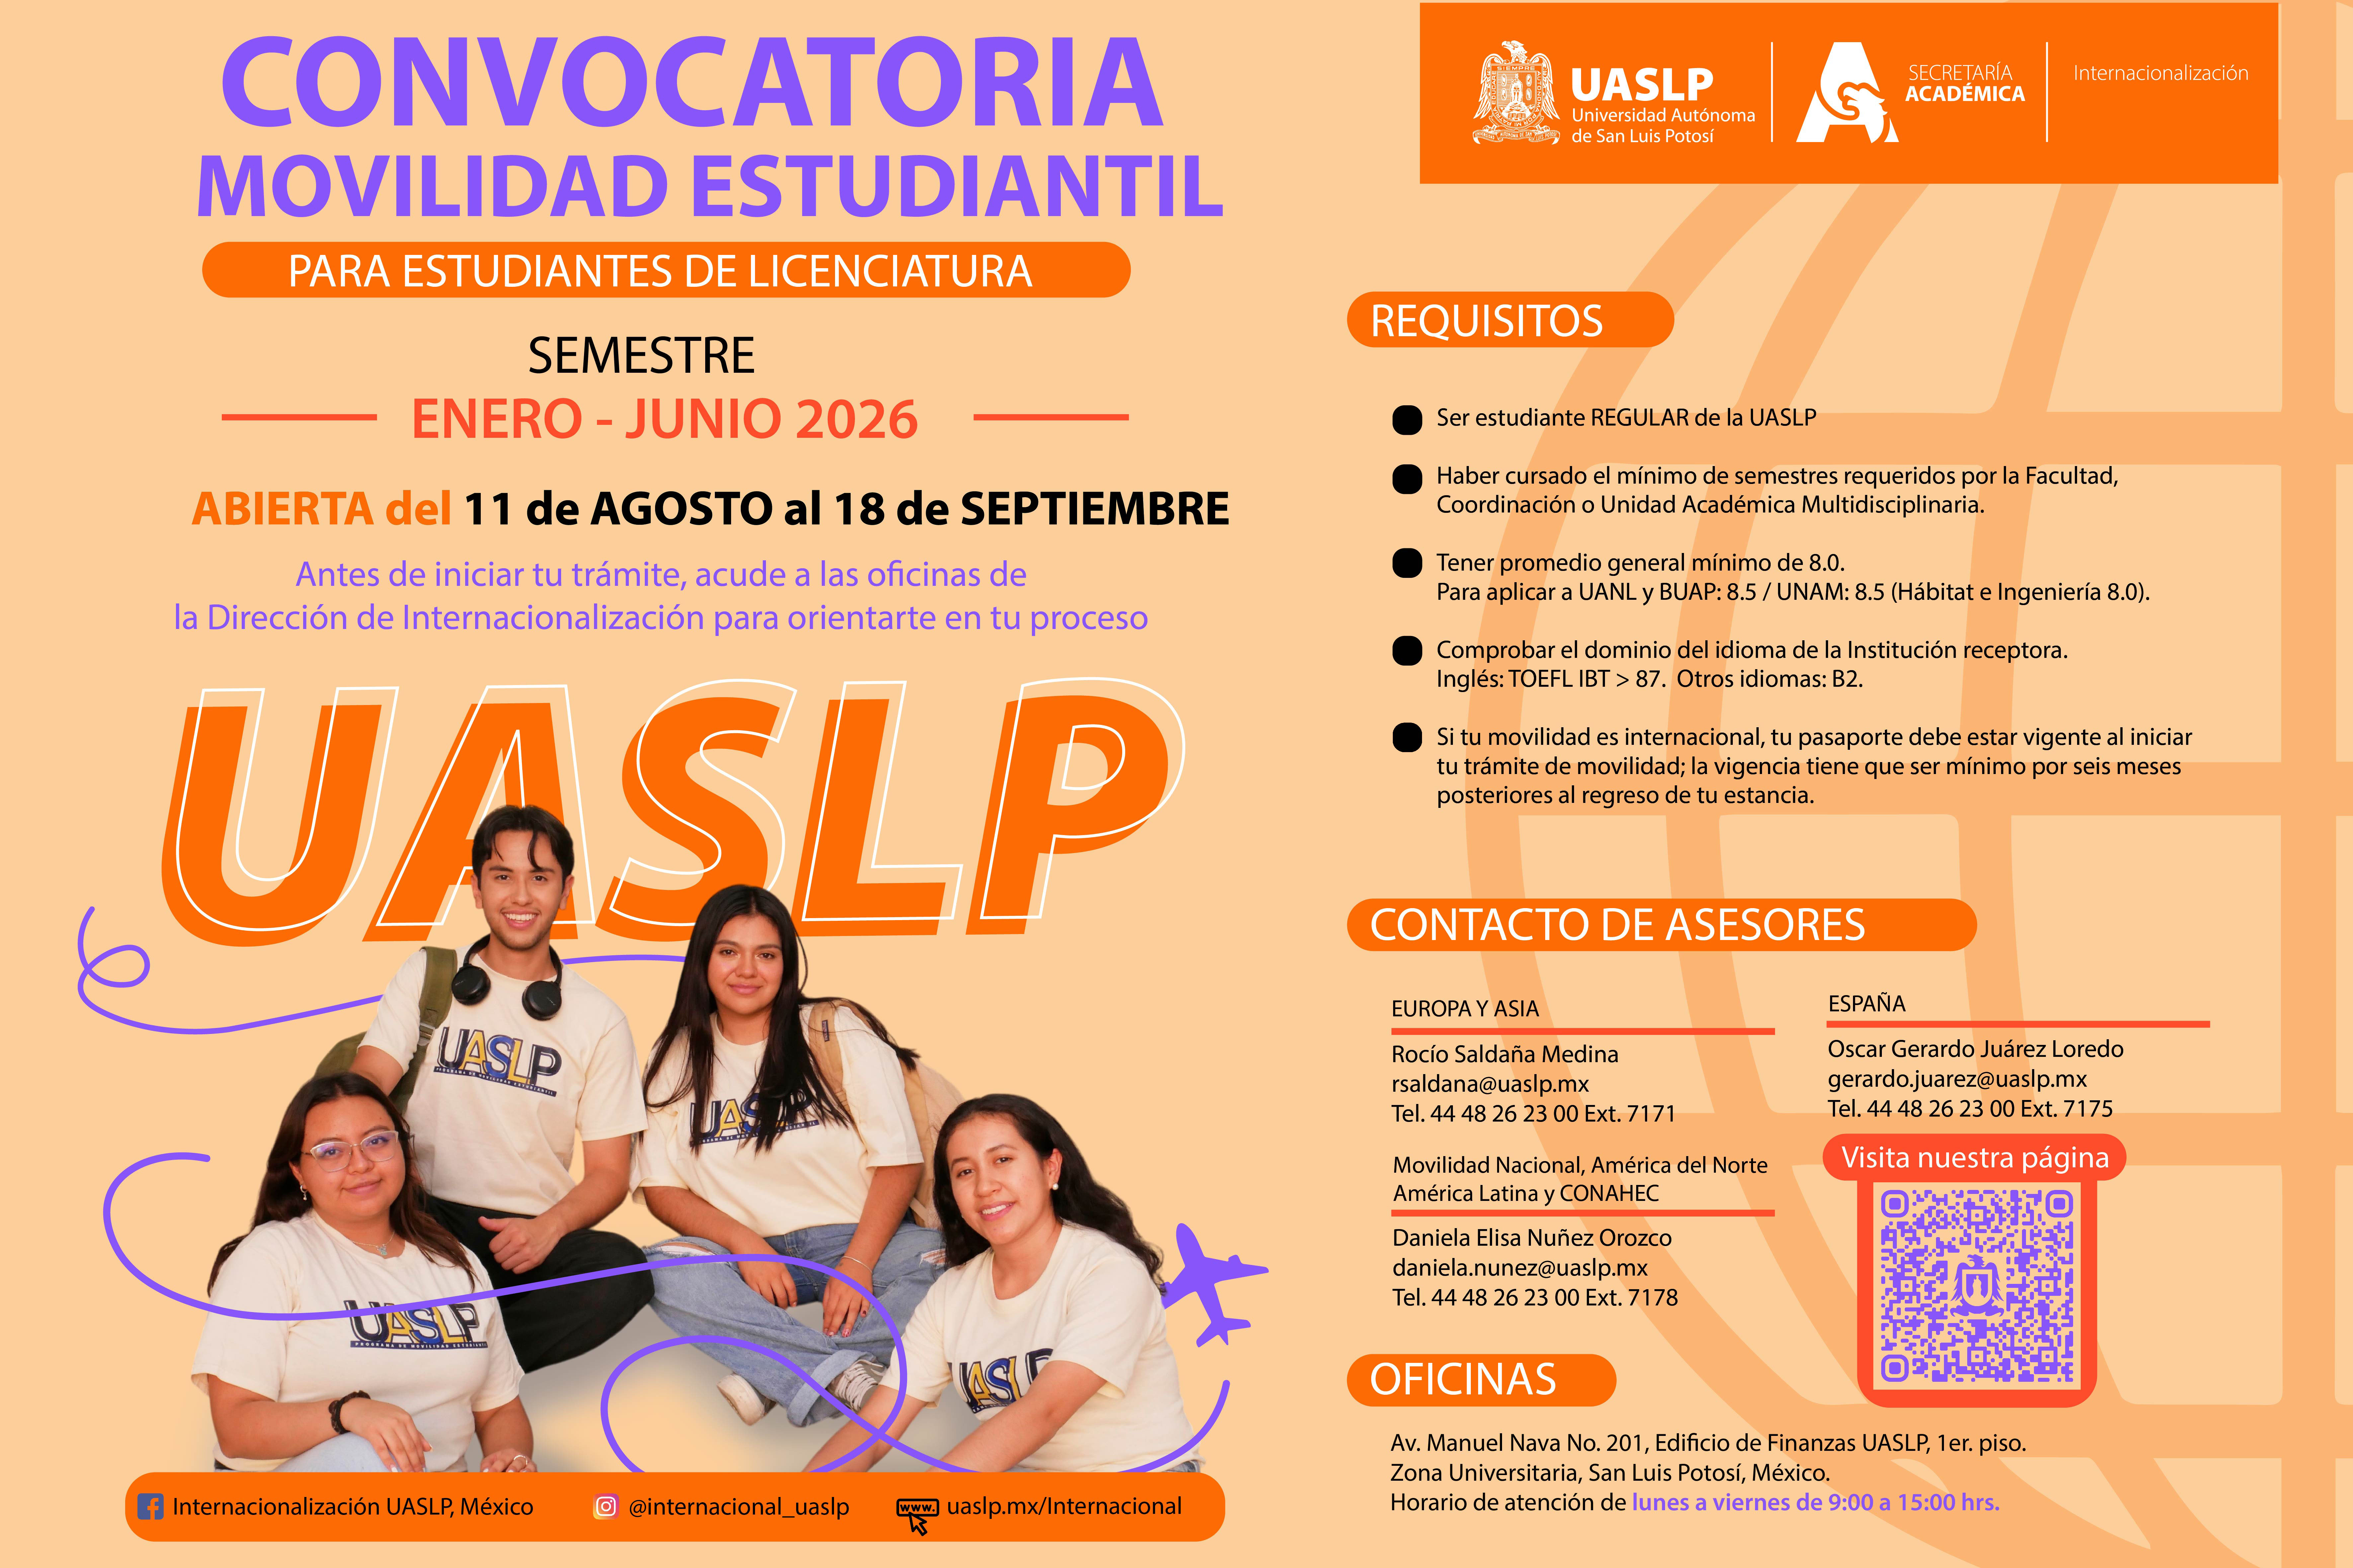 CONVOCATORIA
MOVILIDAD ESTUDIANTIL
PARA ESTUDIANTES DE LICENCIATURA
SEMESTRE
ENERO - JUNIO 2026
ABIERTA del 11 de AGOSTO al 18 de SEPTIEMBRE
Antes de iniciar tu trámite, acude a las oficinas de
la Dirección de Internacionalización para orientarte en tu proceso
UASLP
UASLP
PROGRAMA DE MOVILIDAD ESTUDIANTIL
UASLP
UASLP
PROGRAMA DE MOVILIDAD ESTUDIANTIL
UASLP
Internacionalización UASLP, México
@internacional_uaslp
www.
uaslp.mx/Internacional
UASLP
Universidad Autónoma
de San Luis Potosí
SECRETARÍA
ACADÉMICA
Internacionalización
REQUISITOS
Ser estudiante REGULAR de la UASLP
Haber cursado el mínimo de semestres requeridos por la Facultad,
Coordinación o Unidad Académica Multidisciplinaria.
Tener promedio general mínimo de 8.0.
Para aplicar a UANL y BUAP: 8.5 / UNAM: 8.5 (Hábitat e Ingeniería 8.0).
Comprobar el dominio del idioma de la Institución receptora.
Inglés: TOEFL IBT > 87. Otros idiomas: B2.
Si tu movilidad es internacional, tu pasaporte debe estar vigente al iniciar
tu trámite de movilidad; la vigencia tiene que ser mínimo por seis meses
posteriores al regreso de tu estancia.
CONTACTO DE ASESORES
EUROPA Y ASIA
Rocío Saldaña Medina
rsaldana@uaslp.mx
Tel. 44 48 26 23 00 Ext. 7171
Movilidad Nacional, América del Norte
América Latina y CONAHEC
Daniela Elisa Nuñez Orozco
daniela.nunez@uaslp.mx
Tel. 44 48 26 23 00 Ext. 7178
ESPAÑA
Oscar Gerardo Juárez Loredo
gerardo.juarez@uaslp.mx
Tel. 44 48 26 23 00 Ext. 7175
Visita nuestra página
OFICINAS
Av. Manuel Nava No. 201, Edificio de Finanzas UASLP, 1er. piso.
Zona Universitaria, San Luis Potosí, México.
Horario de atención de lunes a viernes de 9:00 a 15:00 hrs.